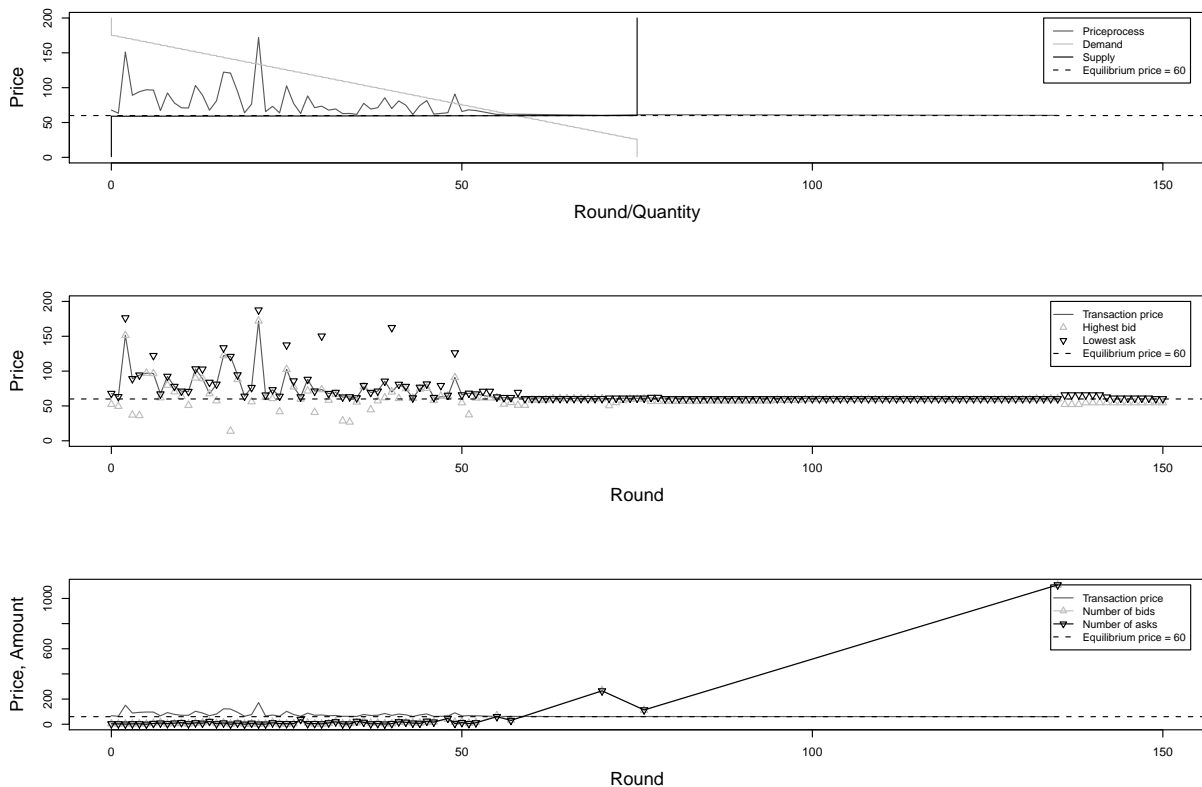 Price
200
150
100
50
0
Priceprocess
Demand
Supply
Equilibrium price = 60
0 50 100 150
Round/Quantity
Price
200
150
100
50
0
Transaction price
Highest bid
Lowest ask
Equilibrium price = 60
0 50 100 150
Round
Price, Amount
1000
600
200
0
Transaction price
Number of bids
Number of asks
Equilibrium price = 60
0 50 100 150
Round